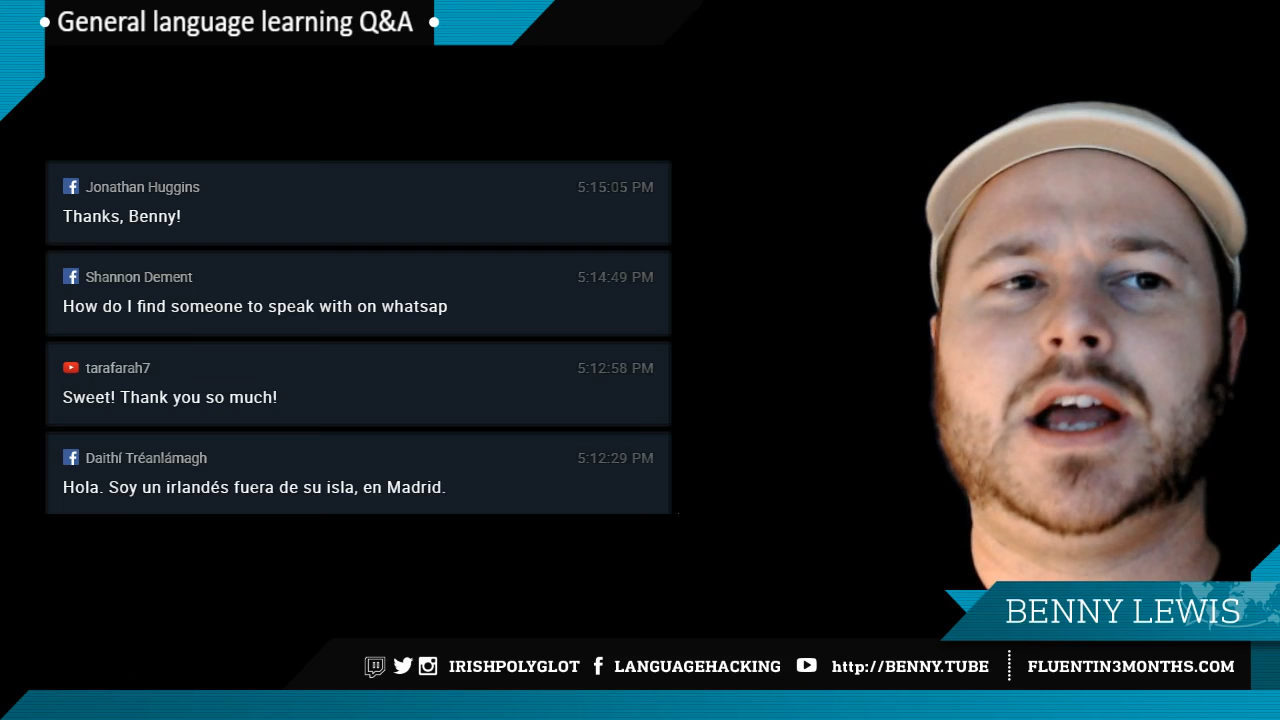 General language learning Q&A
Jonathan Huggins 5:15:05 PM
Thanks, Benny!
Shannon Dement 5:14:49 PM
How do I find someone to speak with on whatsap
tarafarah7 5:12:58 PM
Sweet! Thank you so much!
Daithí Tréanlámagh 5:12:29 PM
Hola. Soy un irlandés fuera de su isla, en Madrid.
BENNY LEWIS
IRISHPOLYGLOT LANGUAGEHACKING http://BENNY.TUBE FLUENTIN3MONTHS.COM